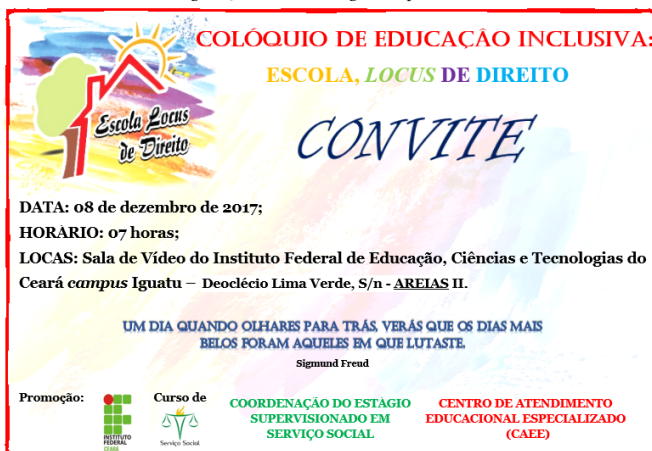 COLÓQUIO DE EDUCAÇÃO INCLUSIVA:
ESCOLA, LOCUS DE DIREITO
Escola Locus
de Direito
CONVITE
DATA: 08 de dezembro de 2017;
HORÁRIO: 07 horas;
LOCAS: Sala de Vídeo do Instituto Federal de Educação, Ciências e Tecnologias do
Ceará campus Iguatu – Deoclécio Lima Verde, S/n - AREIAS II.
UM DIA QUANDO OLHARES PARA TRÁS, VERÁS QUE OS DIAS MAIS
BELOS FORAM AQUELES EM QUE LUTASTE.
Sigmund Freud
Promoção:
INSTITUTO
FEDERAL
CEARÁ
Curso de
Serviço Social
COORDENAÇÃO DO ESTÁGIO
SUPERVISIONADO EM
SERVIÇO SOCIAL
CENTRO DE ATENDIMENTO
EDUCACIONAL ESPECIALIZADO
(CAEE)